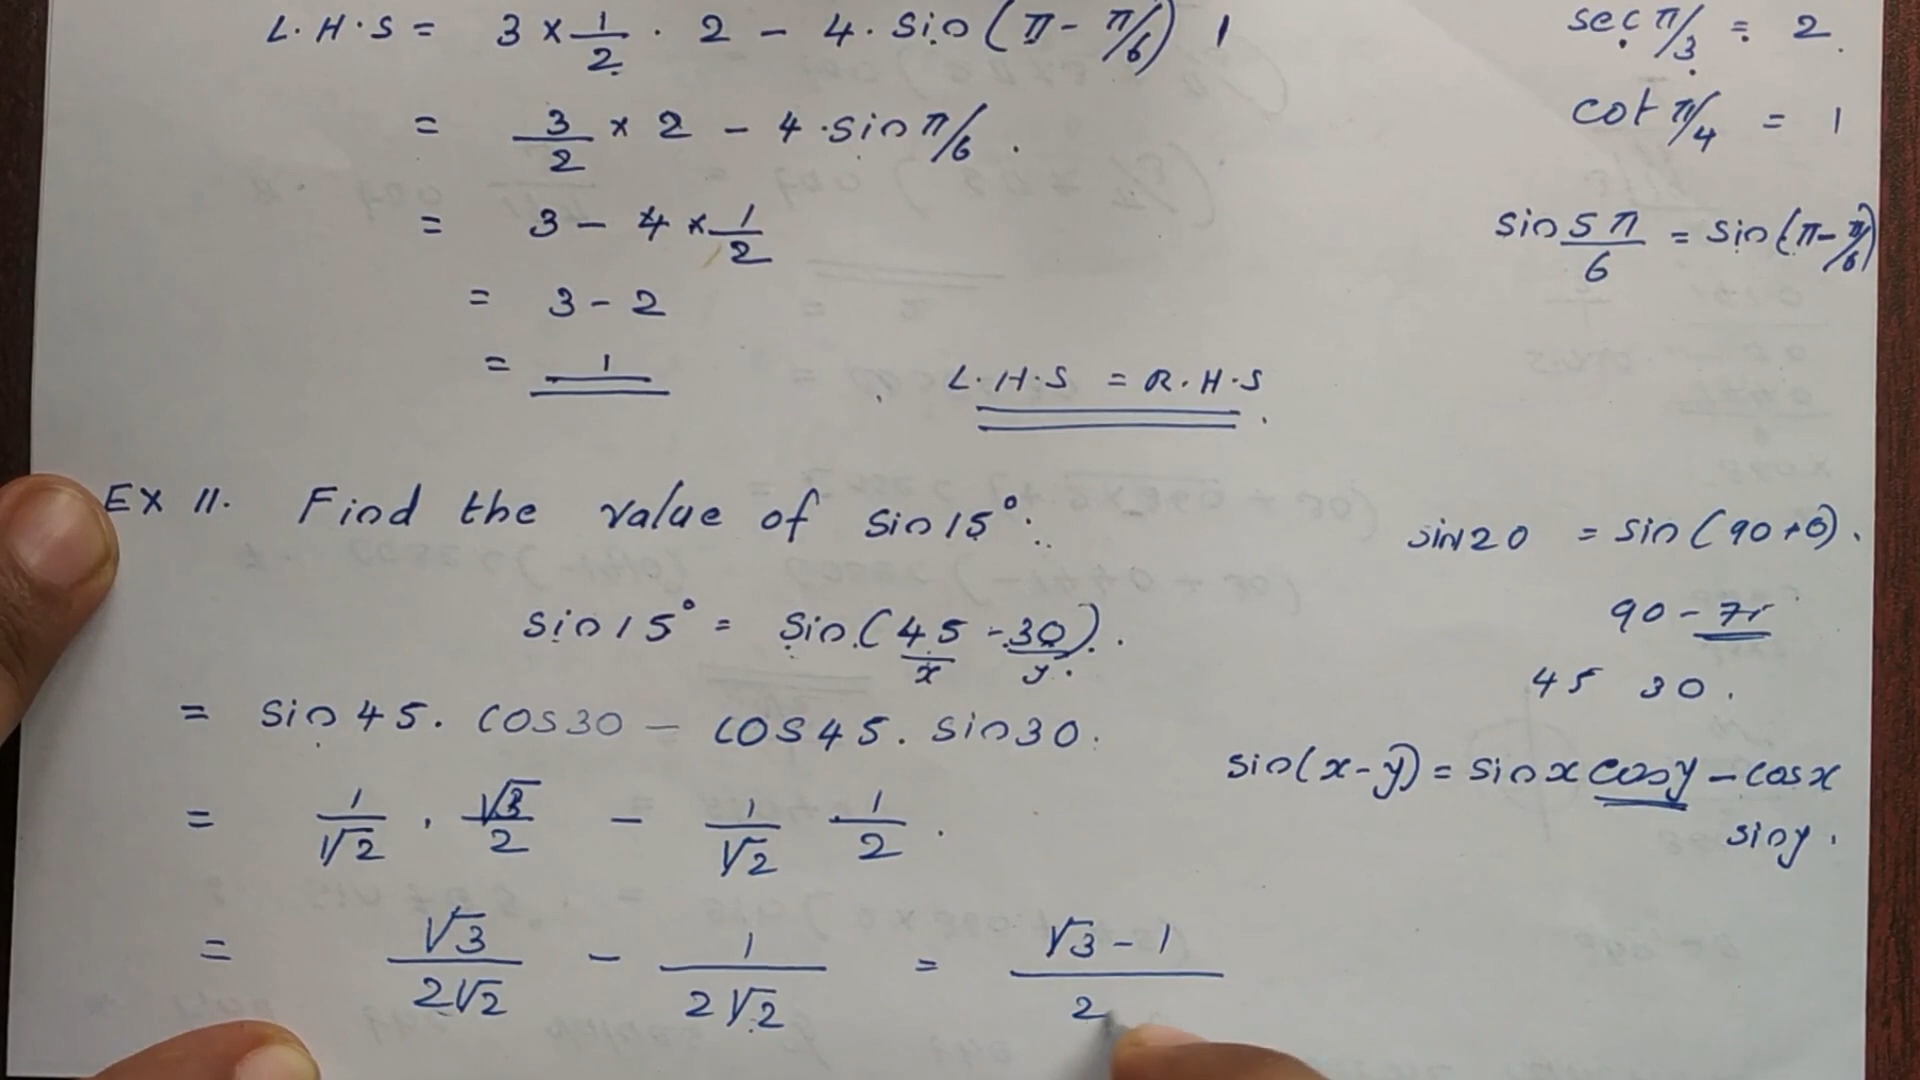 L.H.S = 3 × 1/2 . 2 - 4. sin (π - π/6) 1
= 3/2 × 2 - 4 . sin π/6 .
= 3 - 4 × 1/2
= 3 - 2
= 1
L.H.S = R.H.S .
sec π/3 = 2 .
cot π/4 = 1
sin 5π/6 = sin (π - π/6)
EX 11. Find the value of sin 15°.
sin 15° = sin (45 - 30) .
x y .
= sin 45 . cos 30 - cos 45 . sin 30 .
= 1/√2 . √3/2 - 1/√2 1/2 .
= √3/2√2 - 1/2√2 = √3 - 1/2
sin 120 = sin (90 + θ) .
90 - 75
45 30 .
sin(x-y) = sin x cos y - cos x
sin y .